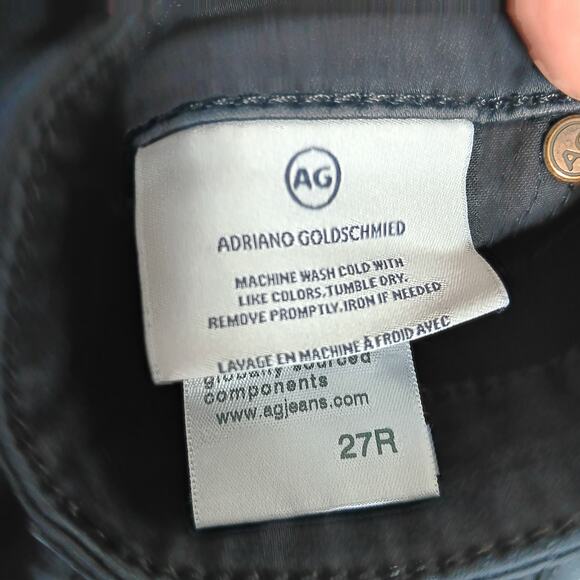 AG
ADRIANO GOLDSCHMIED
MACHINE WASH COLD WITH
LIKE COLORS, TUMBLE DRY.
REMOVE PROMPTLY. IRON IF NEEDED
LAVAGE EN MACHINE À FROID AVEC
globally sourced
components
www.agjeans.com
27R